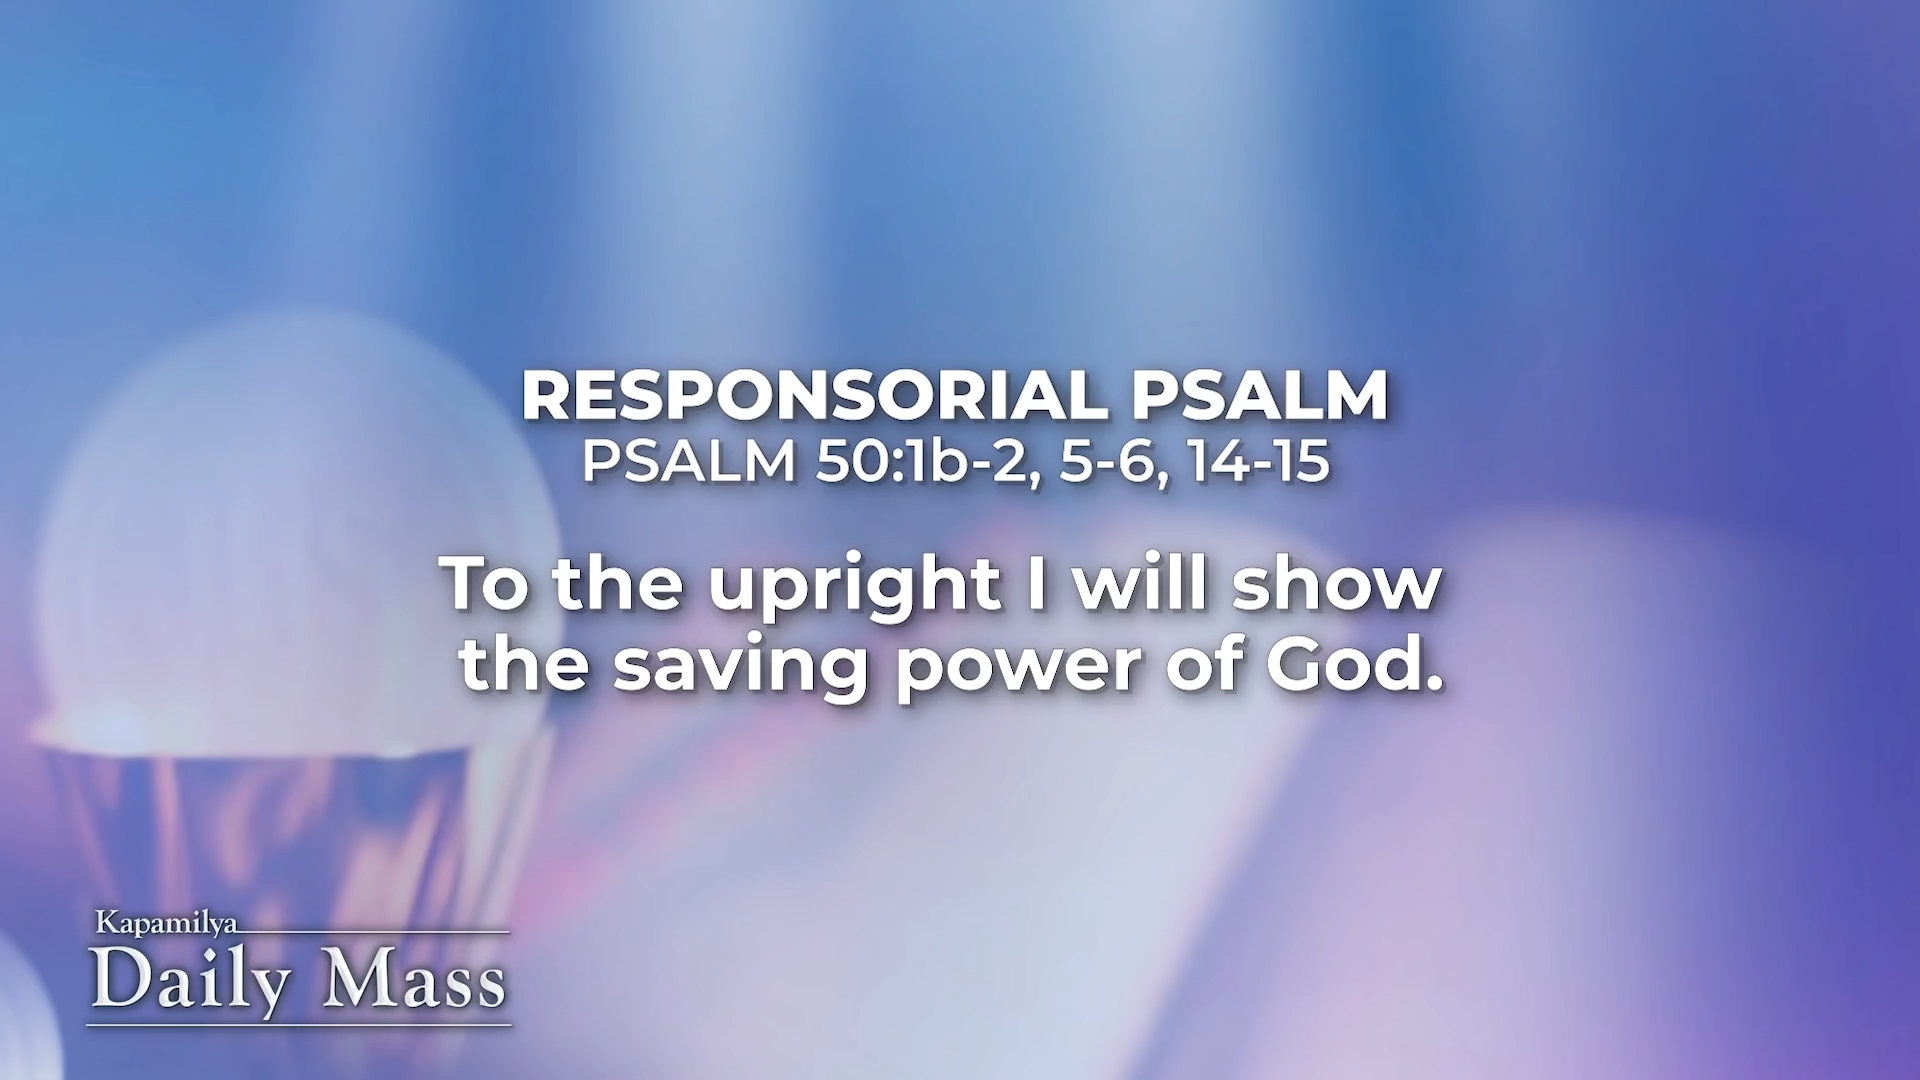 RESPONSORIAL PSALM
PSALM 50:1b-2, 5-6, 14-15
To the upright I will show
the saving power of God.
Kapamilya
Daily Mass